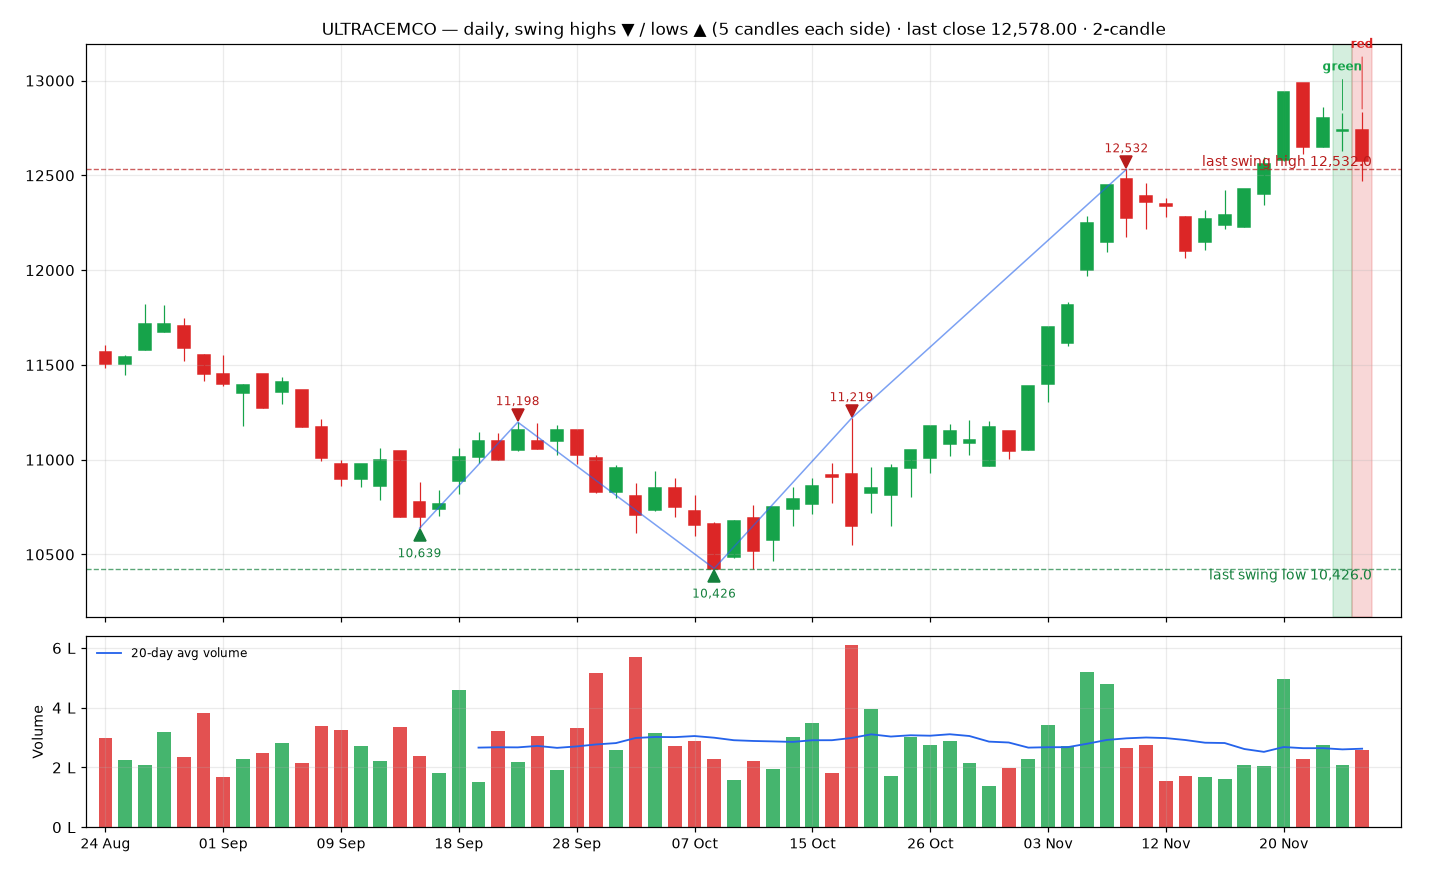 ULTRACEMCO — daily, swing highs ▼ / lows ▲ (5 candles each side) · last close 12,578.00 · 2-candle
red
green
13000
12,532
last swing high 12,532.0
12500
12000
11500
11,198
11,219
11000
10,639
10500
last swing low 10,426.0
10,426
6 L
20-day avg volume
4 L
Volume
2 L
0 L
24 Aug
01 Sep
09 Sep
18 Sep
28 Sep
07 Oct
15 Oct
26 Oct
03 Nov
12 Nov
20 Nov